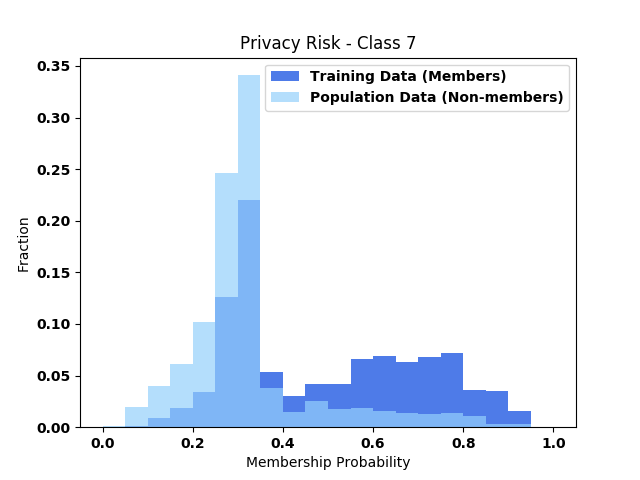 Privacy Risk - Class 7
Training Data (Members)
Population Data (Non-members)
Fraction
0.35
0.30
0.25
0.20
0.15
0.10
0.05
0.00
0.0 0.2 0.4 0.6 0.8 1.0
Membership Probability